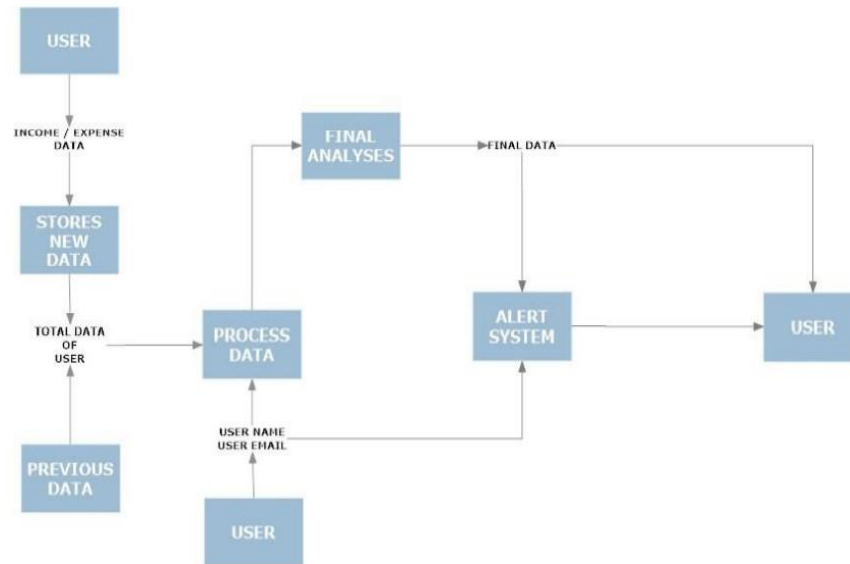 USER
INCOME / EXPENSE
DATA
STORES
NEW
DATA
TOTAL DATA
OF
USER
PREVIOUS
DATA
PROCESS
DATA
USER NAME
USER EMAIL
USER
FINAL
ANALYSES
FINAL DATA
ALERT
SYSTEM
USER